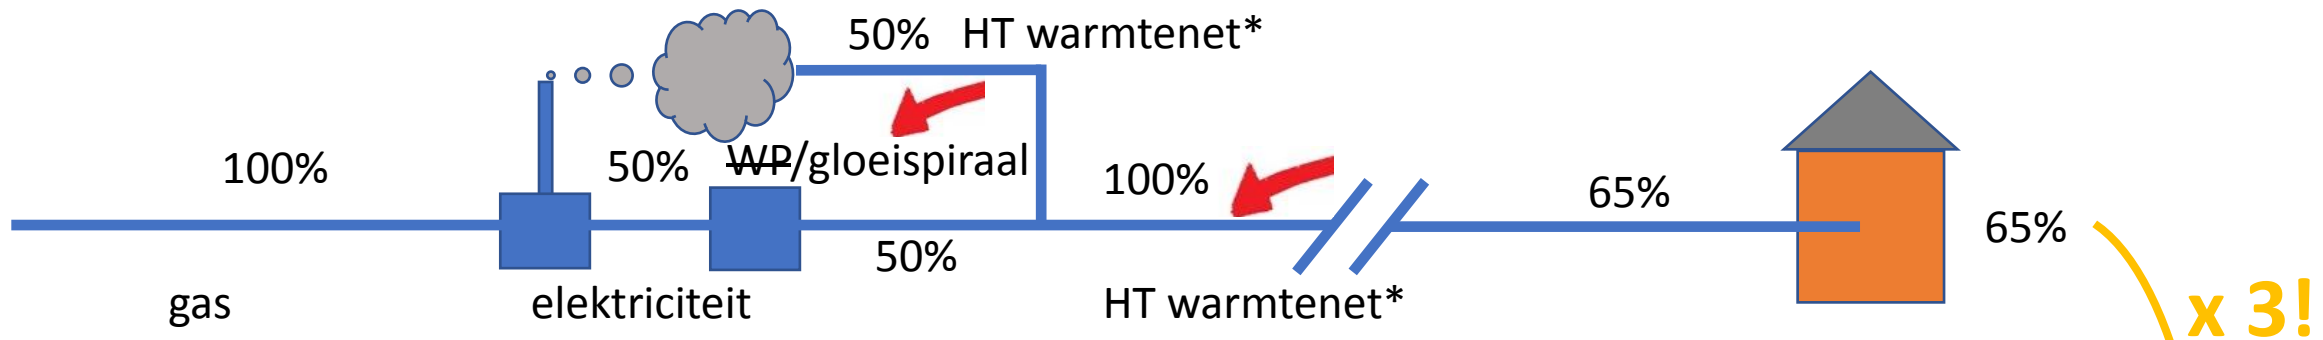 50% HT warmtenet*
100%
50% WP/gloeispiraal
100%
65%
65%
50%
gas
elektriciteit
HT warmtenet*
x 3!